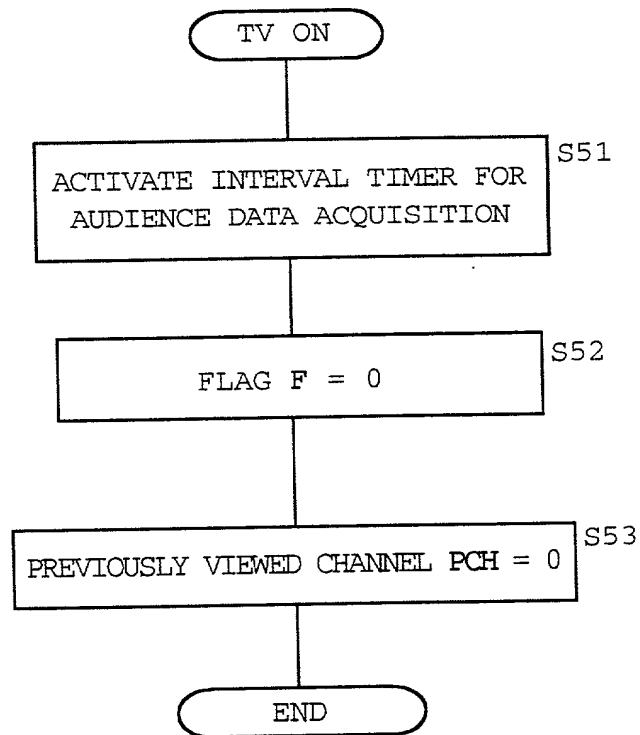 TV ON
S51
ACTIVATE INTERVAL TIMER FOR
AUDIENCE DATA ACQUISITION
S52
FLAG F = 0
S53
PREVIOUSLY VIEWED CHANNEL PCH = 0
END